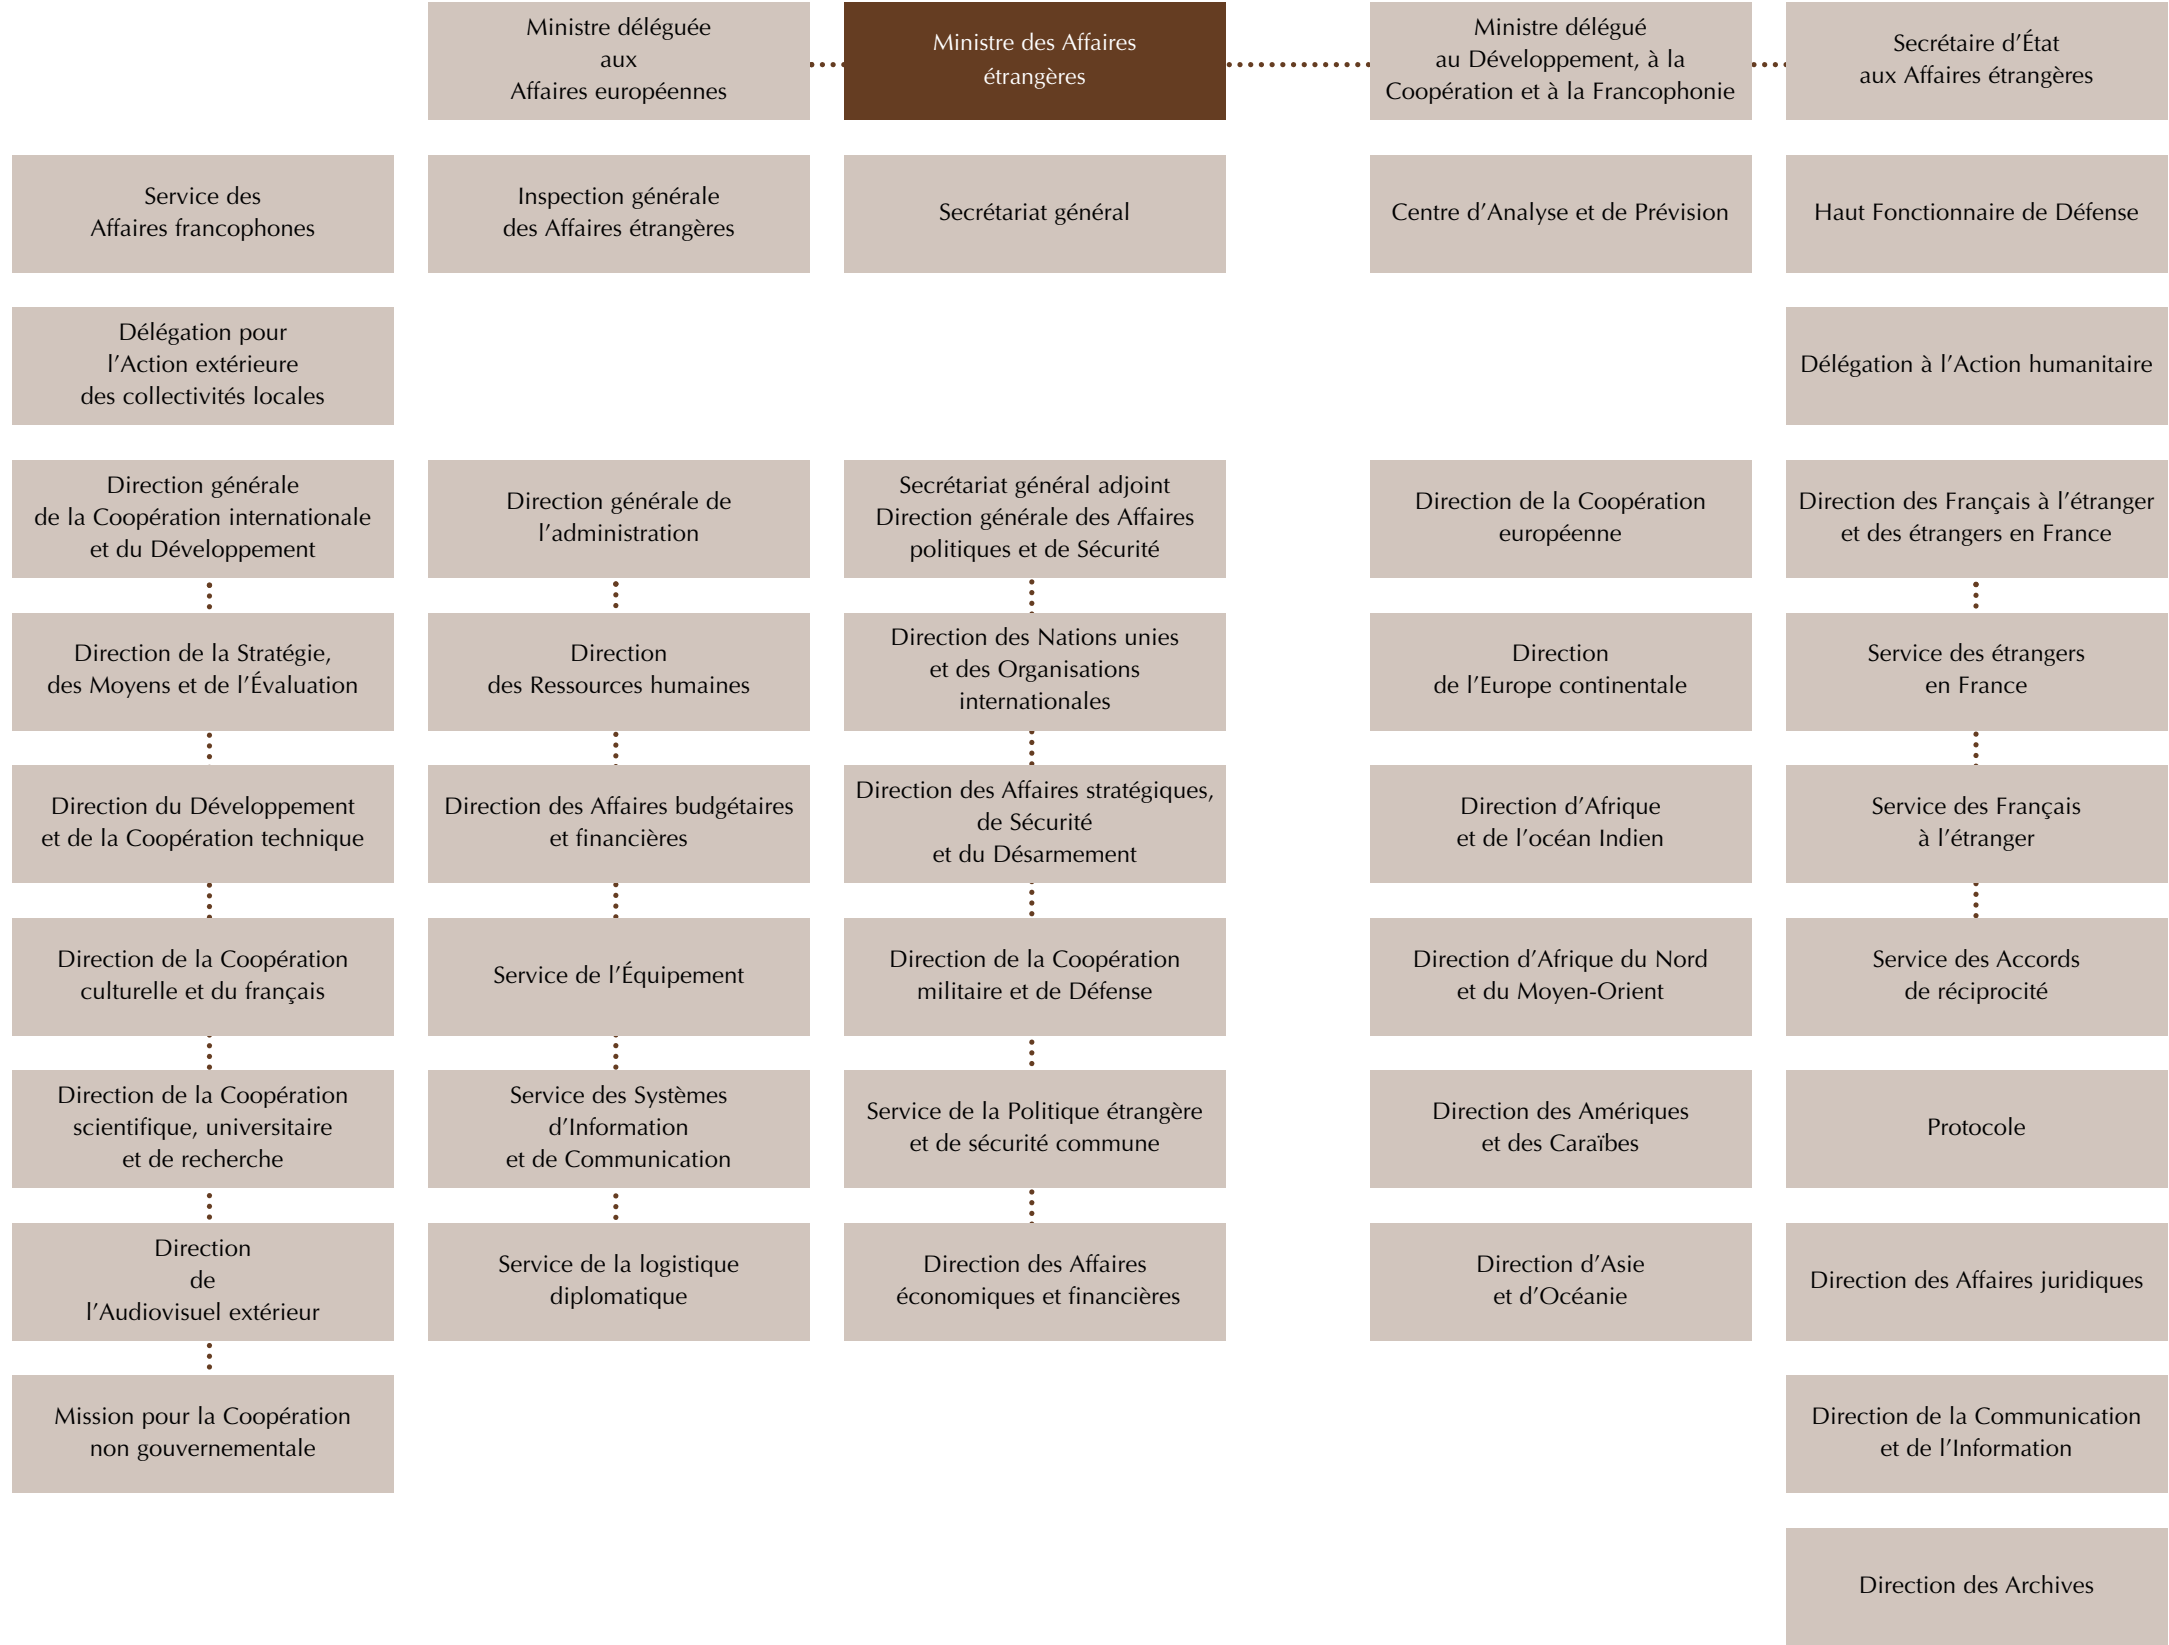 Ministre déléguée
aux
Affaires européennes
Ministre des Affaires
étrangères
Ministre délégué
au Développement, à la
Coopération et à la Francophonie
Secrétaire d’État
aux Affaires étrangères
Service des
Affaires francophones
Inspection générale
des Affaires étrangères
Secrétariat général
Centre d’Analyse et de Prévision
Haut Fonctionnaire de Défense
Délégation pour
l’Action extérieure
des collectivités locales
Délégation à l’Action humanitaire
Direction générale
de la Coopération internationale
et du Développement
Direction générale de
l’administration
Secrétariat général adjoint
Direction générale des Affaires
politiques et de Sécurité
Direction de la Coopération
européenne
Direction des Français à l’étranger
et des étrangers en France
Direction de la Stratégie,
des Moyens et de l’Évaluation
Direction
des Ressources humaines
Direction des Nations unies
et des Organisations
internationales
Direction
de l’Europe continentale
Service des étrangers
en France
Direction du Développement
et de la Coopération technique
Direction des Affaires budgétaires
et financières
Direction des Affaires stratégiques,
de Sécurité
et du Désarmement
Direction d’Afrique
et de l’océan Indien
Service des Français
à l’étranger
Direction de la Coopération
culturelle et du français
Service de l’Équipement
Direction de la Coopération
militaire et de Défense
Direction d’Afrique du Nord
et du Moyen-Orient
Service des Accords
de réciprocité
Direction de la Coopération
scientifique, universitaire
et de recherche
Service des Systèmes
d’Information
et de Communication
Service de la Politique étrangère
et de sécurité commune
Direction des Amériques
et des Caraïbes
Protocole
Direction
de
l’Audiovisuel extérieur
Service de la logistique
diplomatique
Direction des Affaires
économiques et financières
Direction d’Asie
et d’Océanie
Direction des Affaires juridiques
Mission pour la Coopération
non gouvernementale
Direction de la Communication
et de l’Information
Direction des Archives